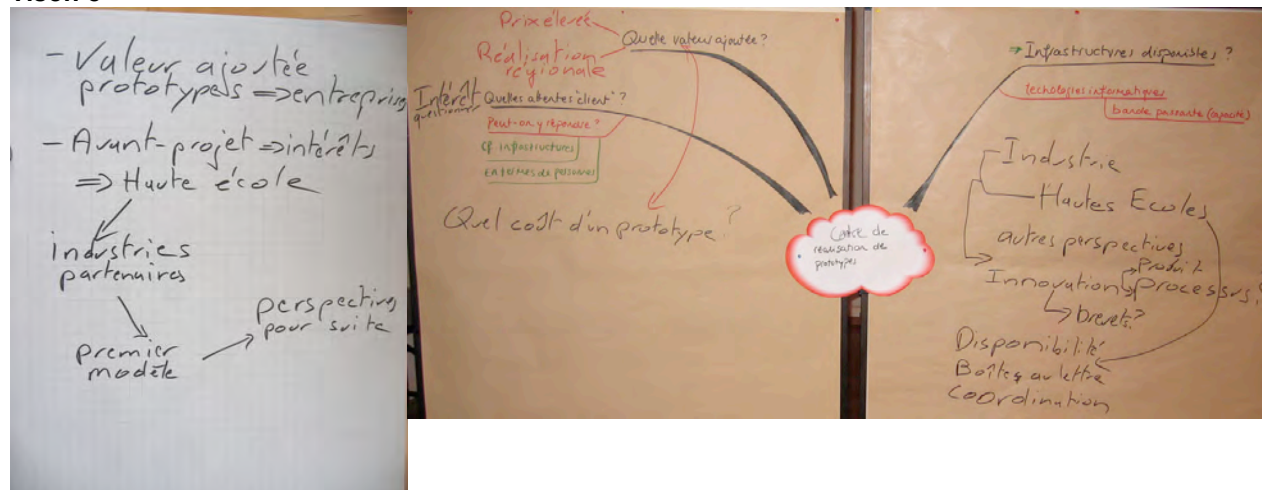 - Valeur ajoutée
prototypes ⇒ entreprises
- Avant-projet ⇒ intérêts
⇒ Haute école
industries
partenaires
premier
modèle
perspectives
pour suite
Prix élevé
Réalisation
régionale
Quelle valeur ajoutée?
Intérêt
questionner
Quelles attentes "client"?
Peut-on y répondre?
cf. infrastructures
en termes de personnes
Quel coût d'un prototype?
de
réalisation de
prototypes
⇒ Infrastructures disponibles?
technologies informatiques
bande passante (capacité)
Industrie
Hautes Ecoles
autres perspectives
Innovation
Produit
Processus?
brevets?
Disponibilité
Boîtes au lettre
Coordination